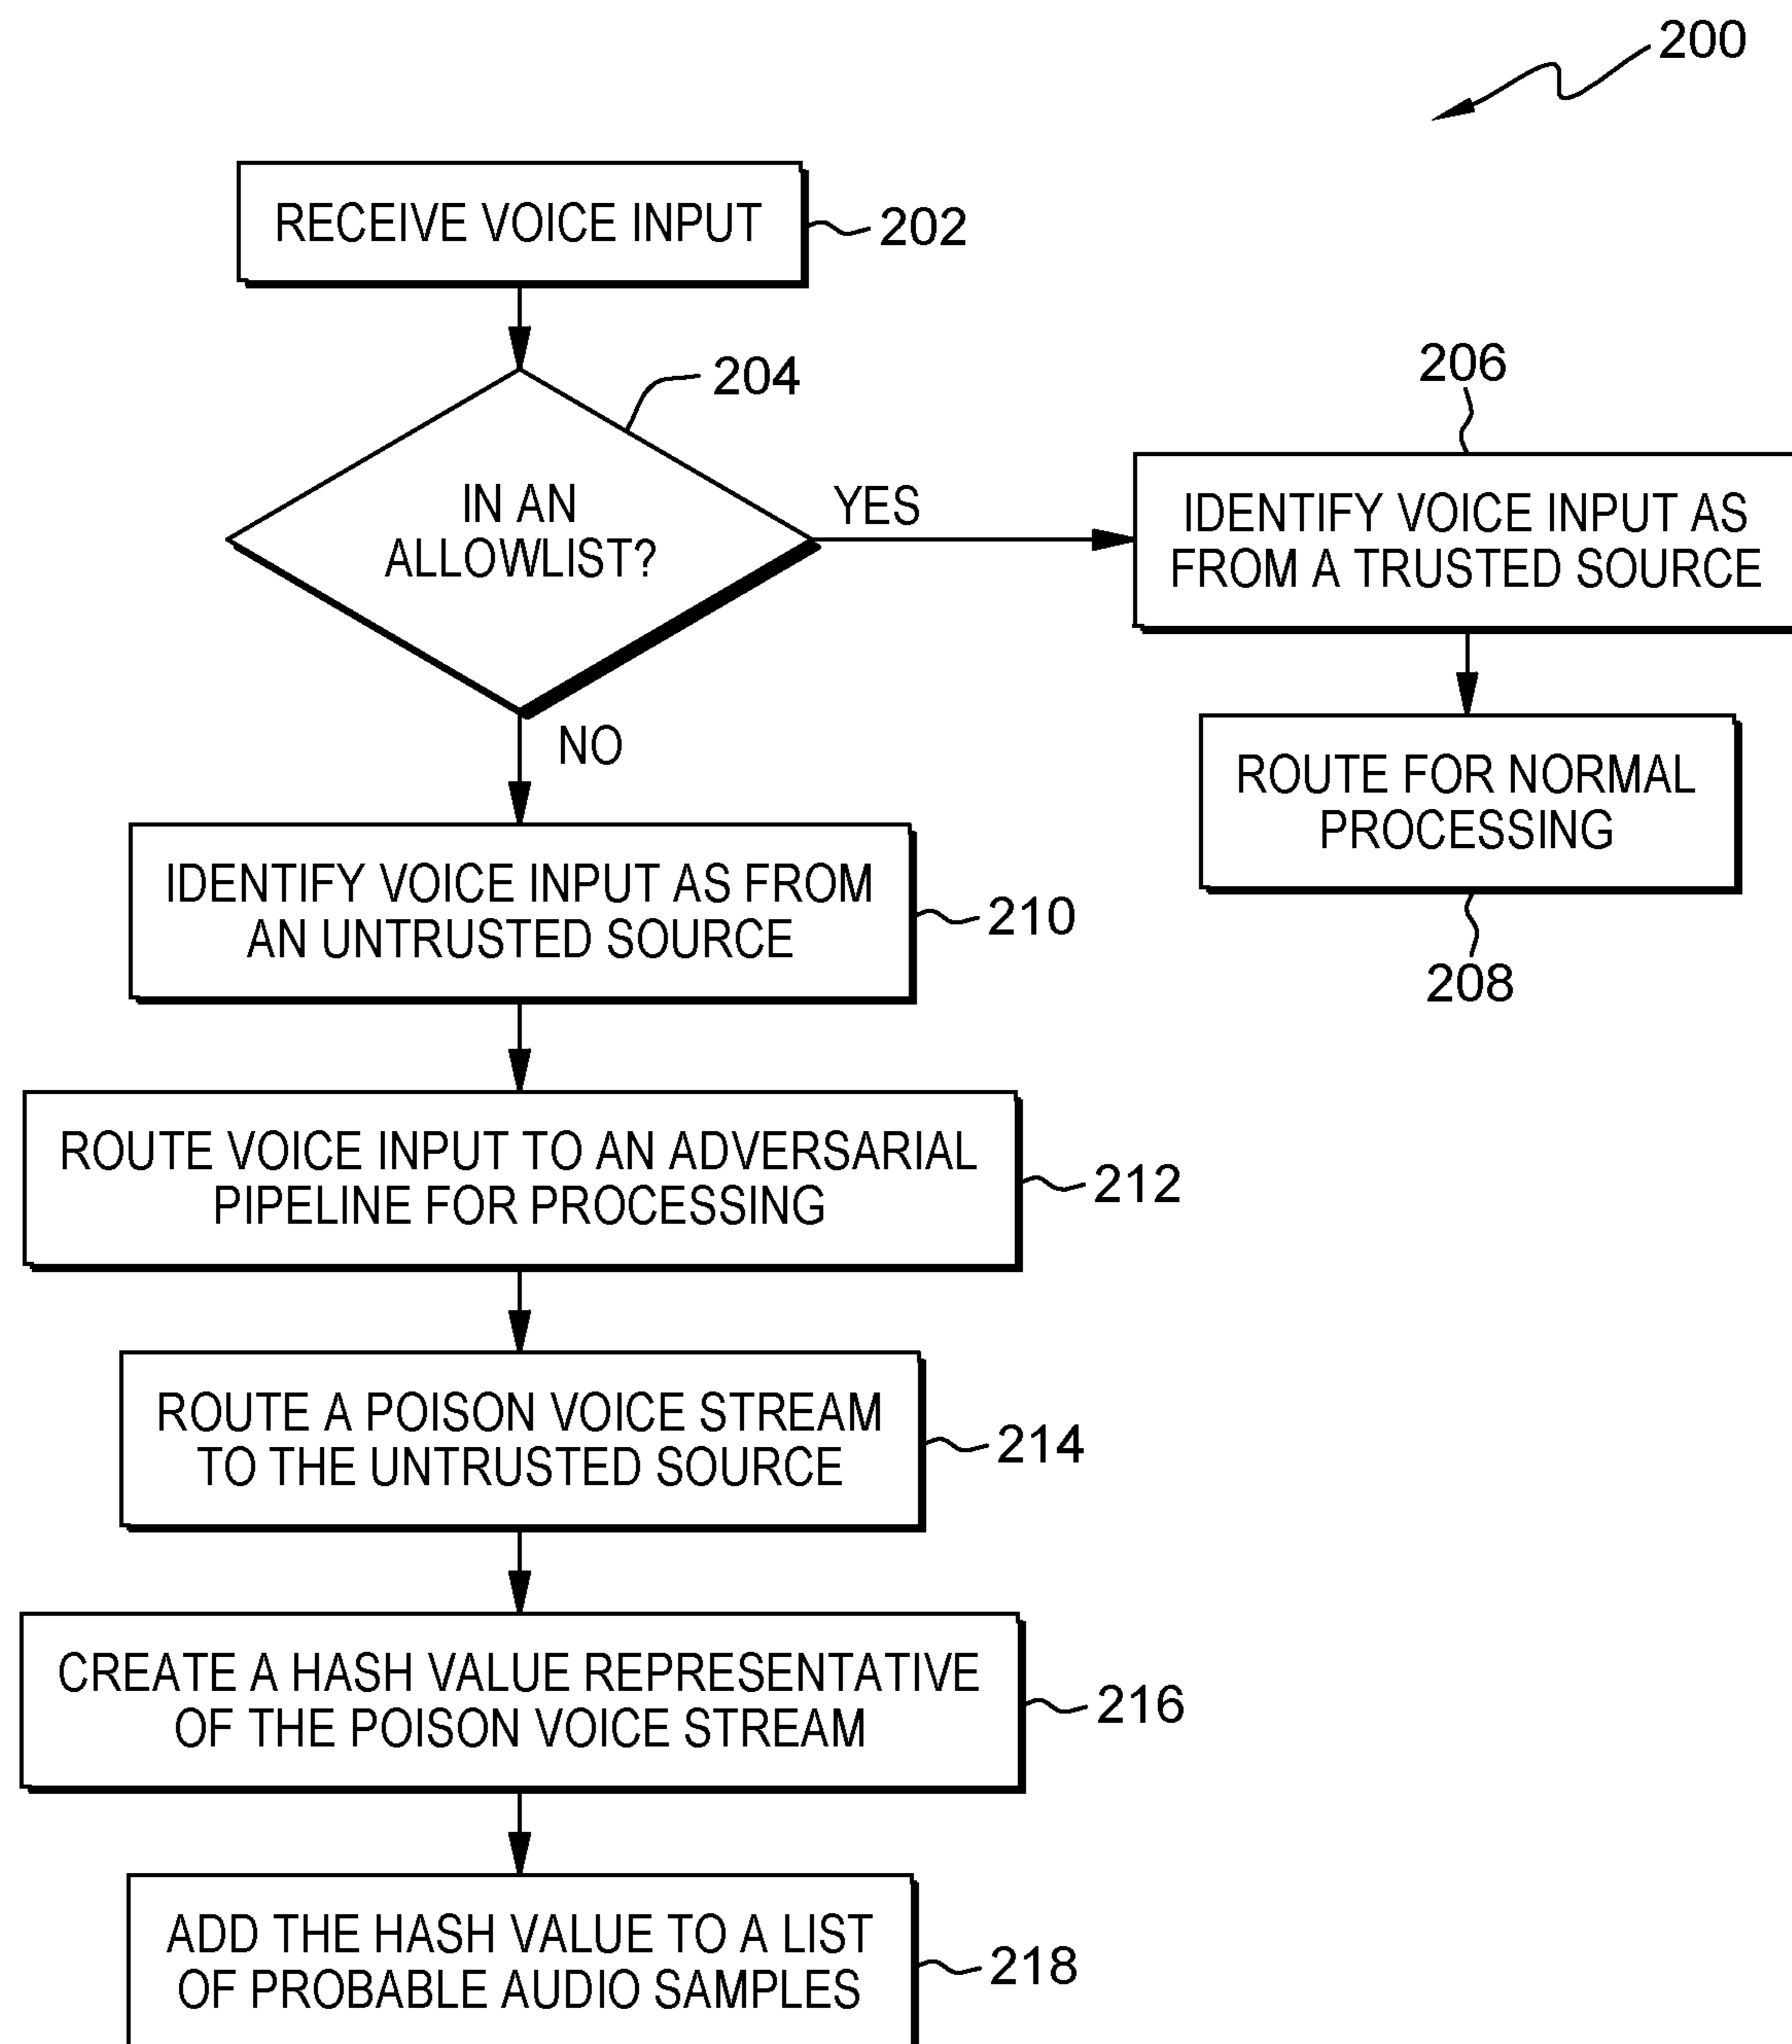 200
RECEIVE VOICE INPUT
202
204
IN AN
ALLOWLIST?
YES
206
IDENTIFY VOICE INPUT AS
FROM A TRUSTED SOURCE
ROUTE FOR NORMAL
PROCESSING
208
NO
IDENTIFY VOICE INPUT AS FROM
AN UNTRUSTED SOURCE
210
ROUTE VOICE INPUT TO AN ADVERSARIAL
PIPELINE FOR PROCESSING
212
ROUTE A POISON VOICE STREAM
TO THE UNTRUSTED SOURCE
214
CREATE A HASH VALUE REPRESENTATIVE
OF THE POISON VOICE STREAM
216
ADD THE HASH VALUE TO A LIST
OF PROBABLE AUDIO SAMPLES
218